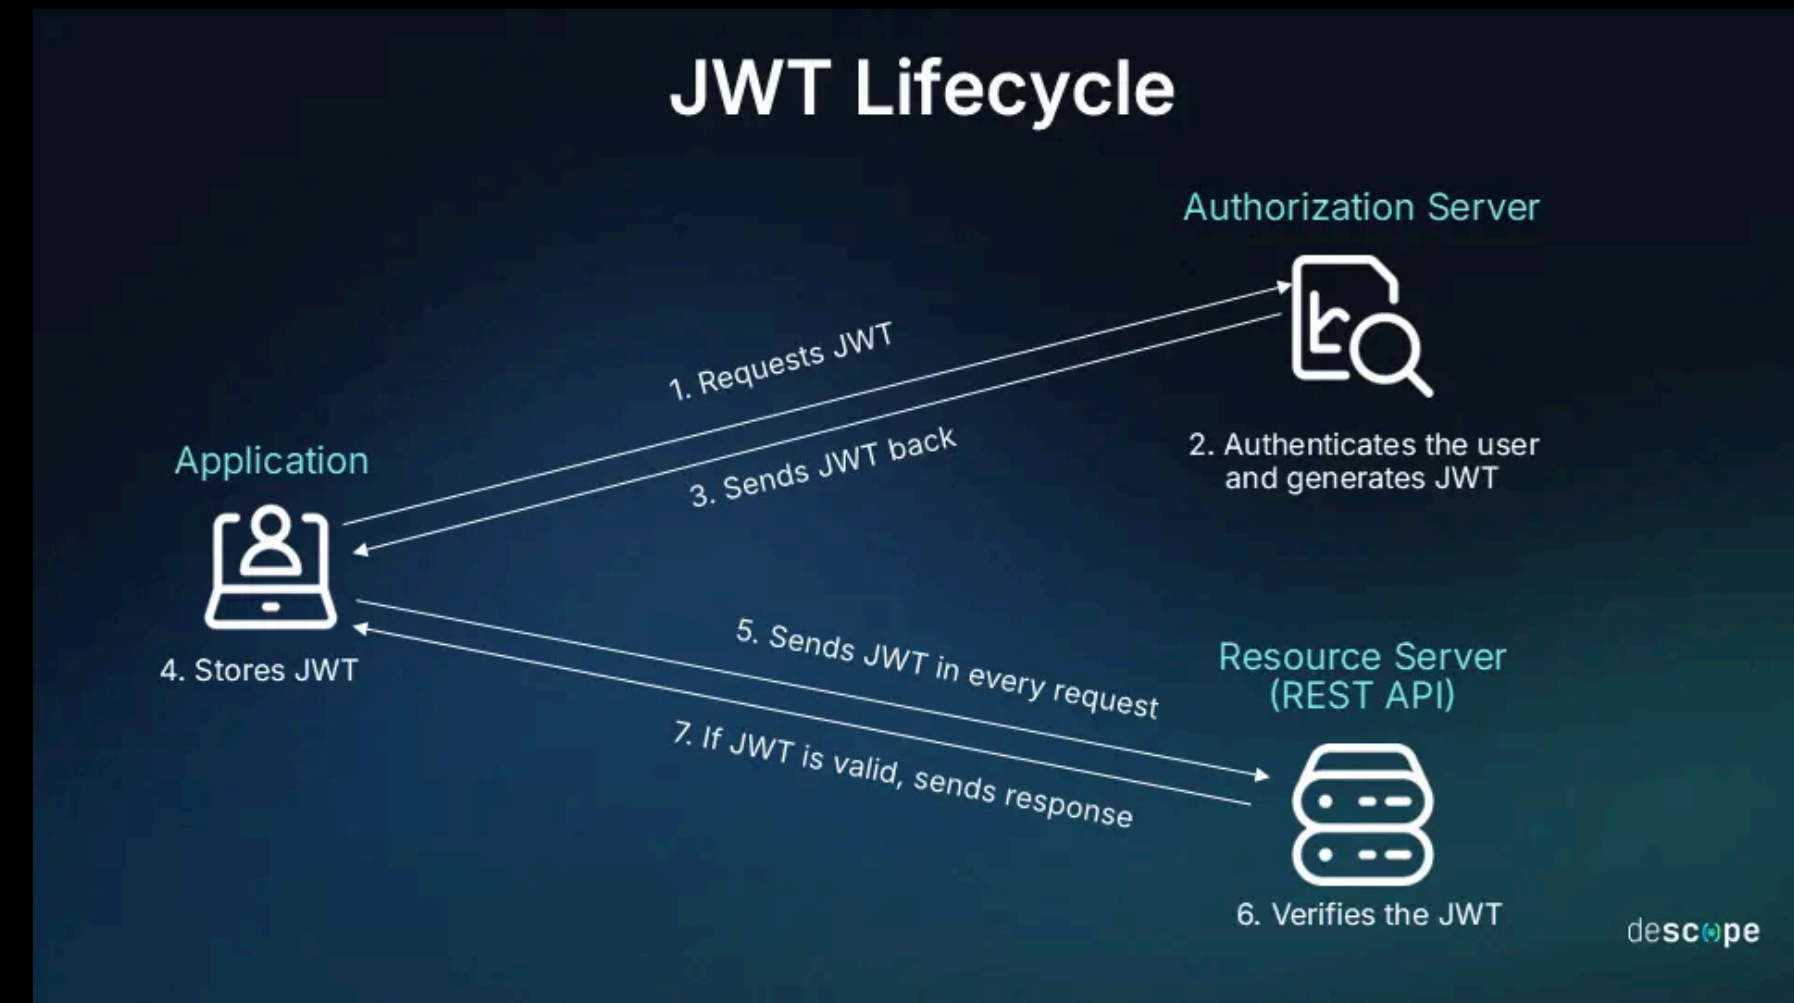 JWT Lifecycle
Authorization Server
1. Requests JWT
2. Authenticates the user
and generates JWT
3. Sends JWT back
Application
4. Stores JWT
5. Sends JWT in every request
Resource Server
(REST API)
7. If JWT is valid, sends response
6. Verifies the JWT
descope